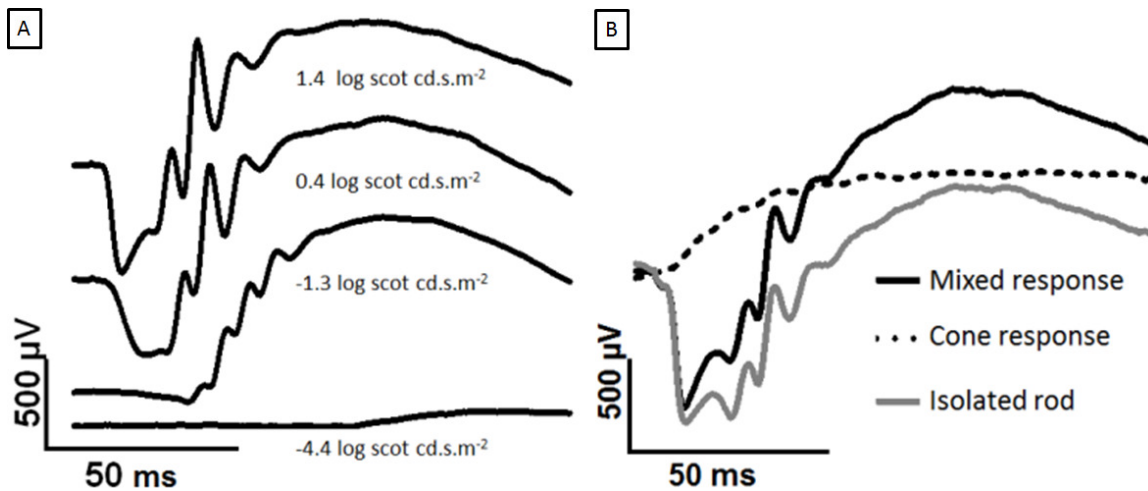 A
1.4 log scot cd.s.m-2
0.4 log scot cd.s.m-2
-1.3 log scot cd.s.m-2
-4.4 log scot cd.s.m-2
500 µV
50 ms
B
Mixed response
Cone response
Isolated rod
500 µV
50 ms